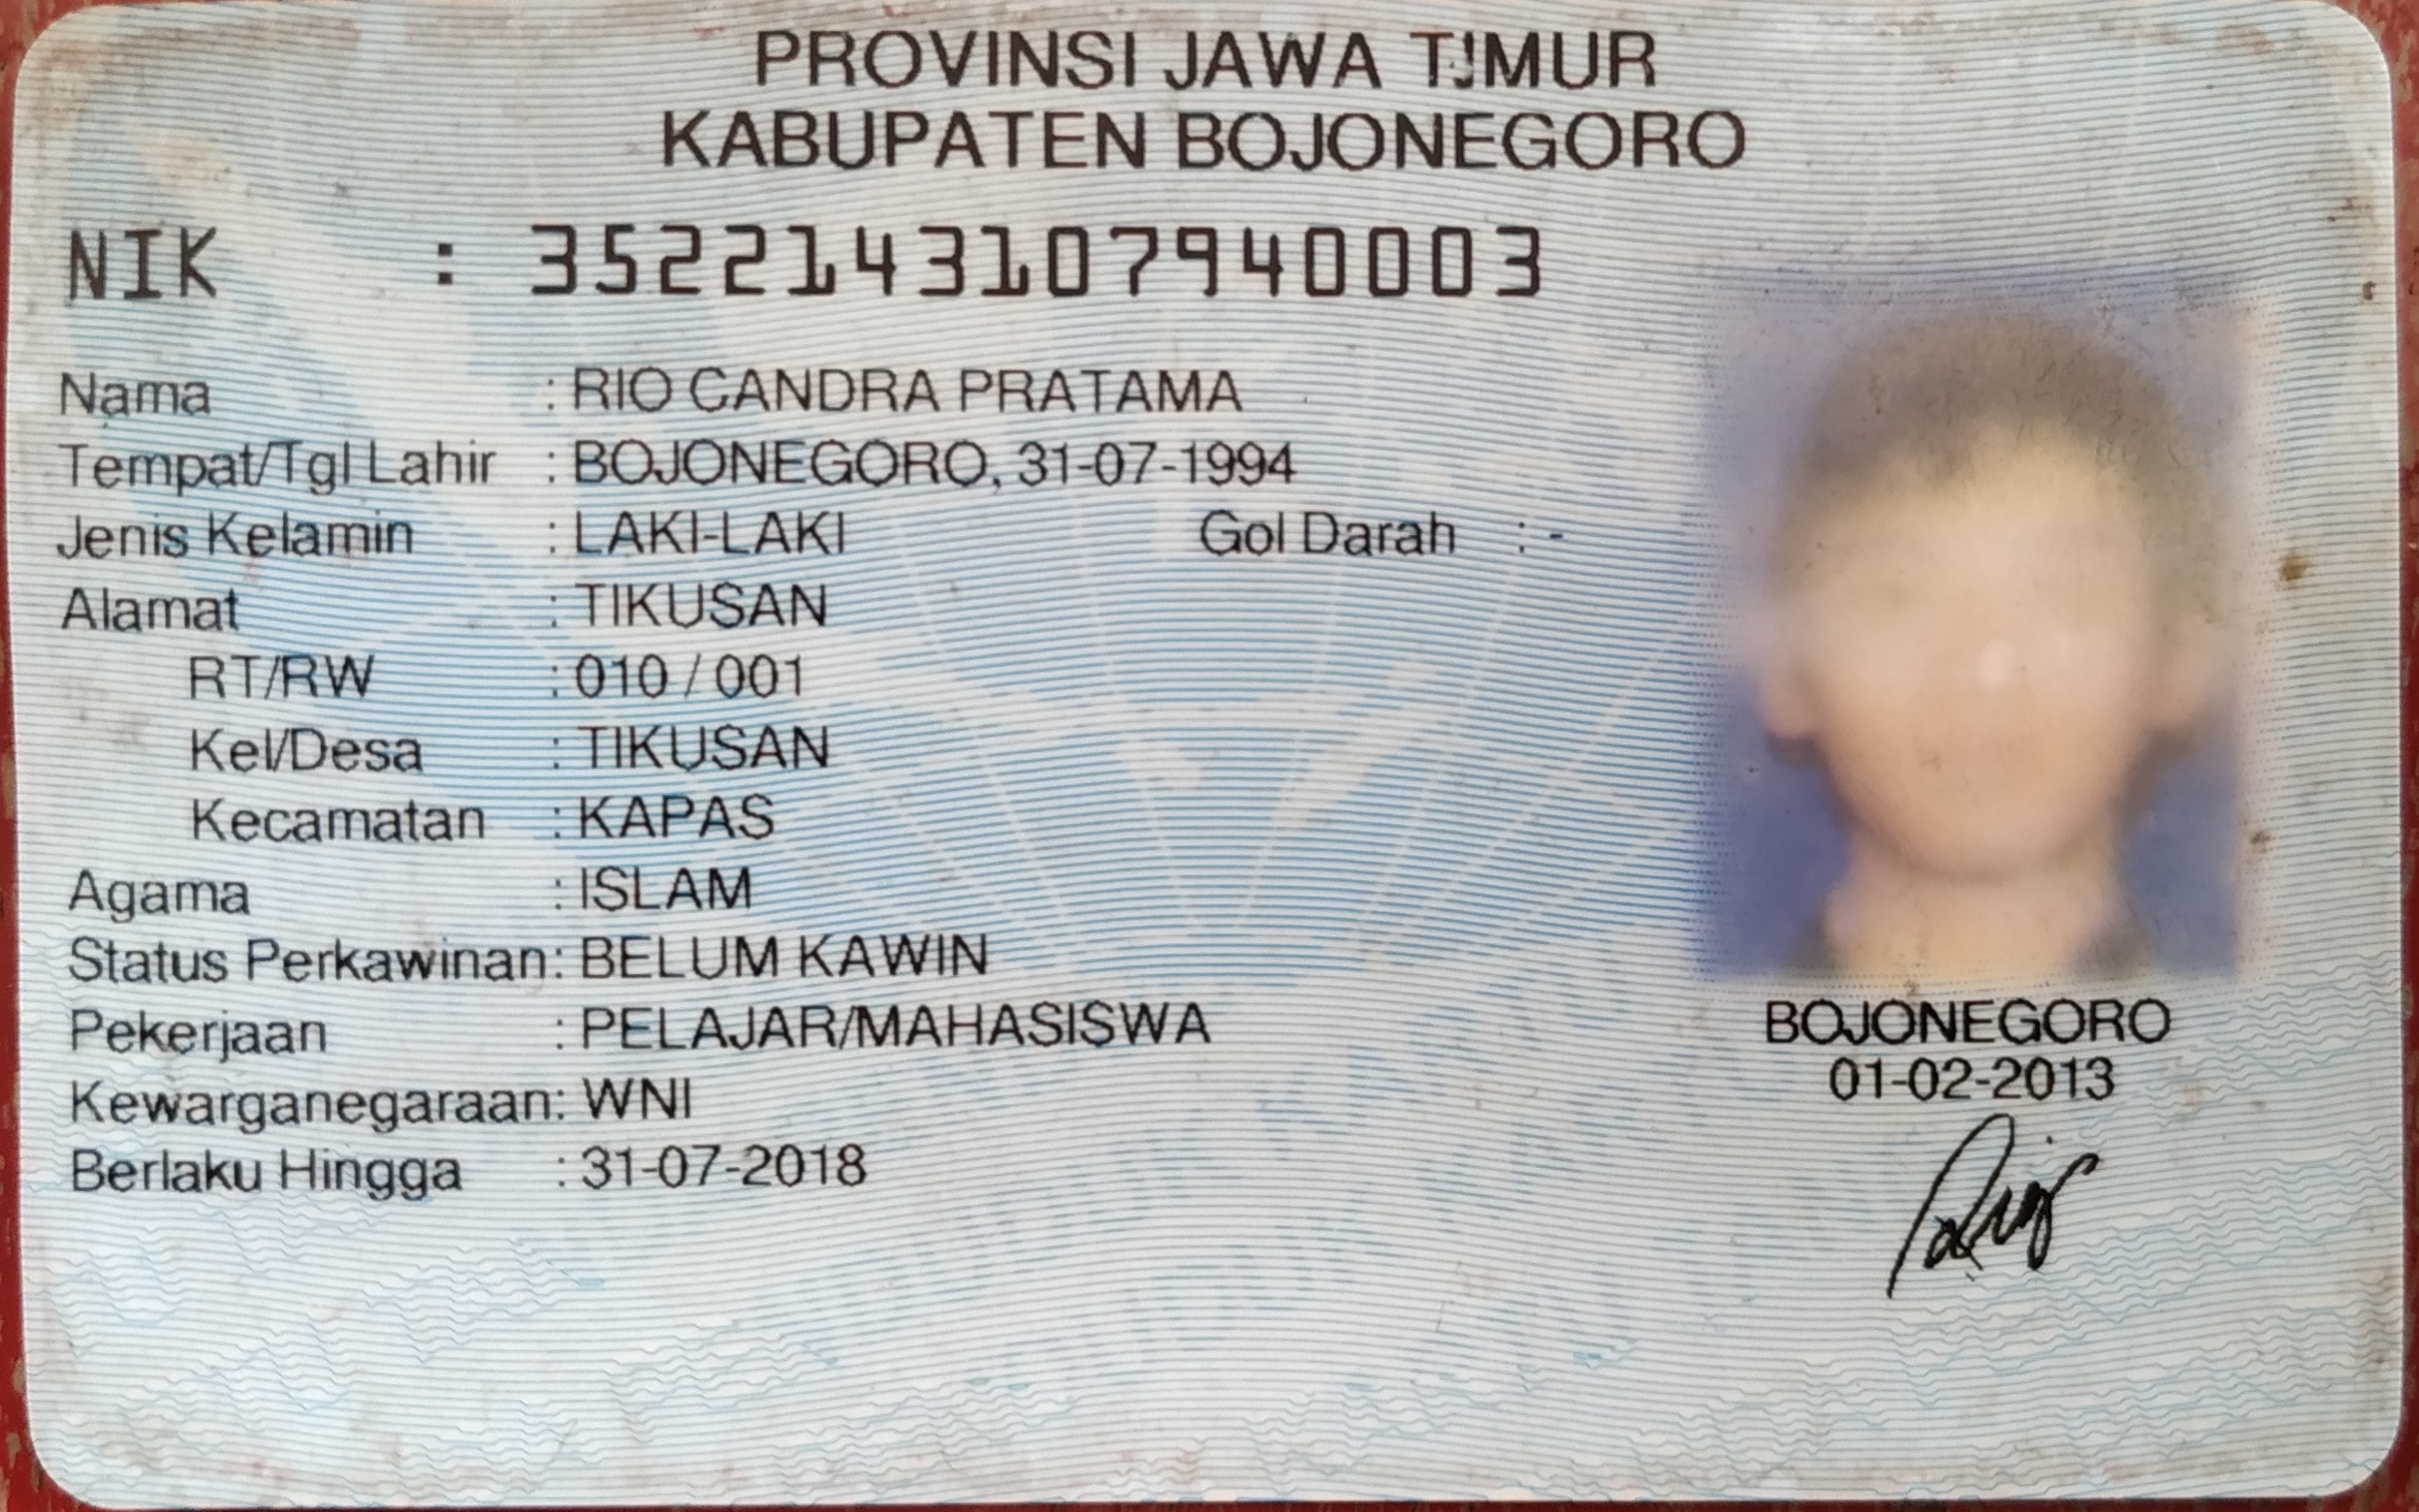 PROVINSI JAWA TIMUR
KABUPATEN BOJONEGORO
NIK : 3522143107940003
Nama : RIO CANDRA PRATAMA
Tempat/Tgl Lahir : BOJONEGORO, 31-07-1994
Jenis Kelamin : LAKI-LAKI Gol Darah : -
Alamat : TIKUSAN
RT/RW : 010 / 001
Kel/Desa : TIKUSAN
Kecamatan : KAPAS
Agama : ISLAM
Status Perkawinan: BELUM KAWIN
Pekerjaan : PELAJAR/MAHASISWA
Kewarganegaraan: WNI
Berlaku Hingga : 31-07-2018
BOJONEGORO
01-02-2013